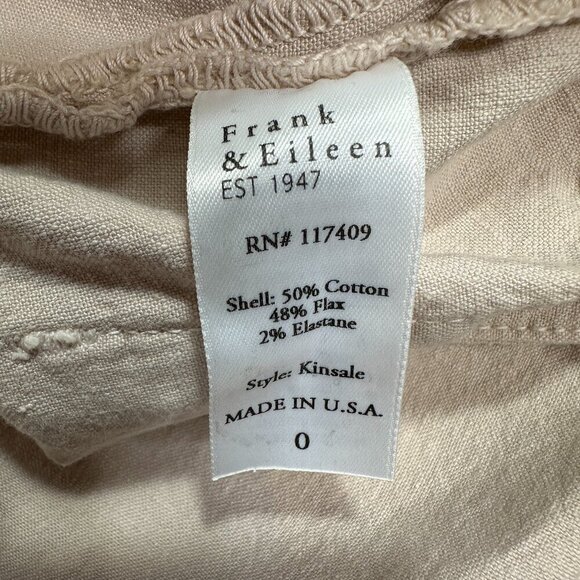 Frank
& Eileen
EST 1947
RN# 117409
Shell: 50% Cotton
48% Flax
2% Elastane
Style: Kinsale
MADE IN U.S.A.
0